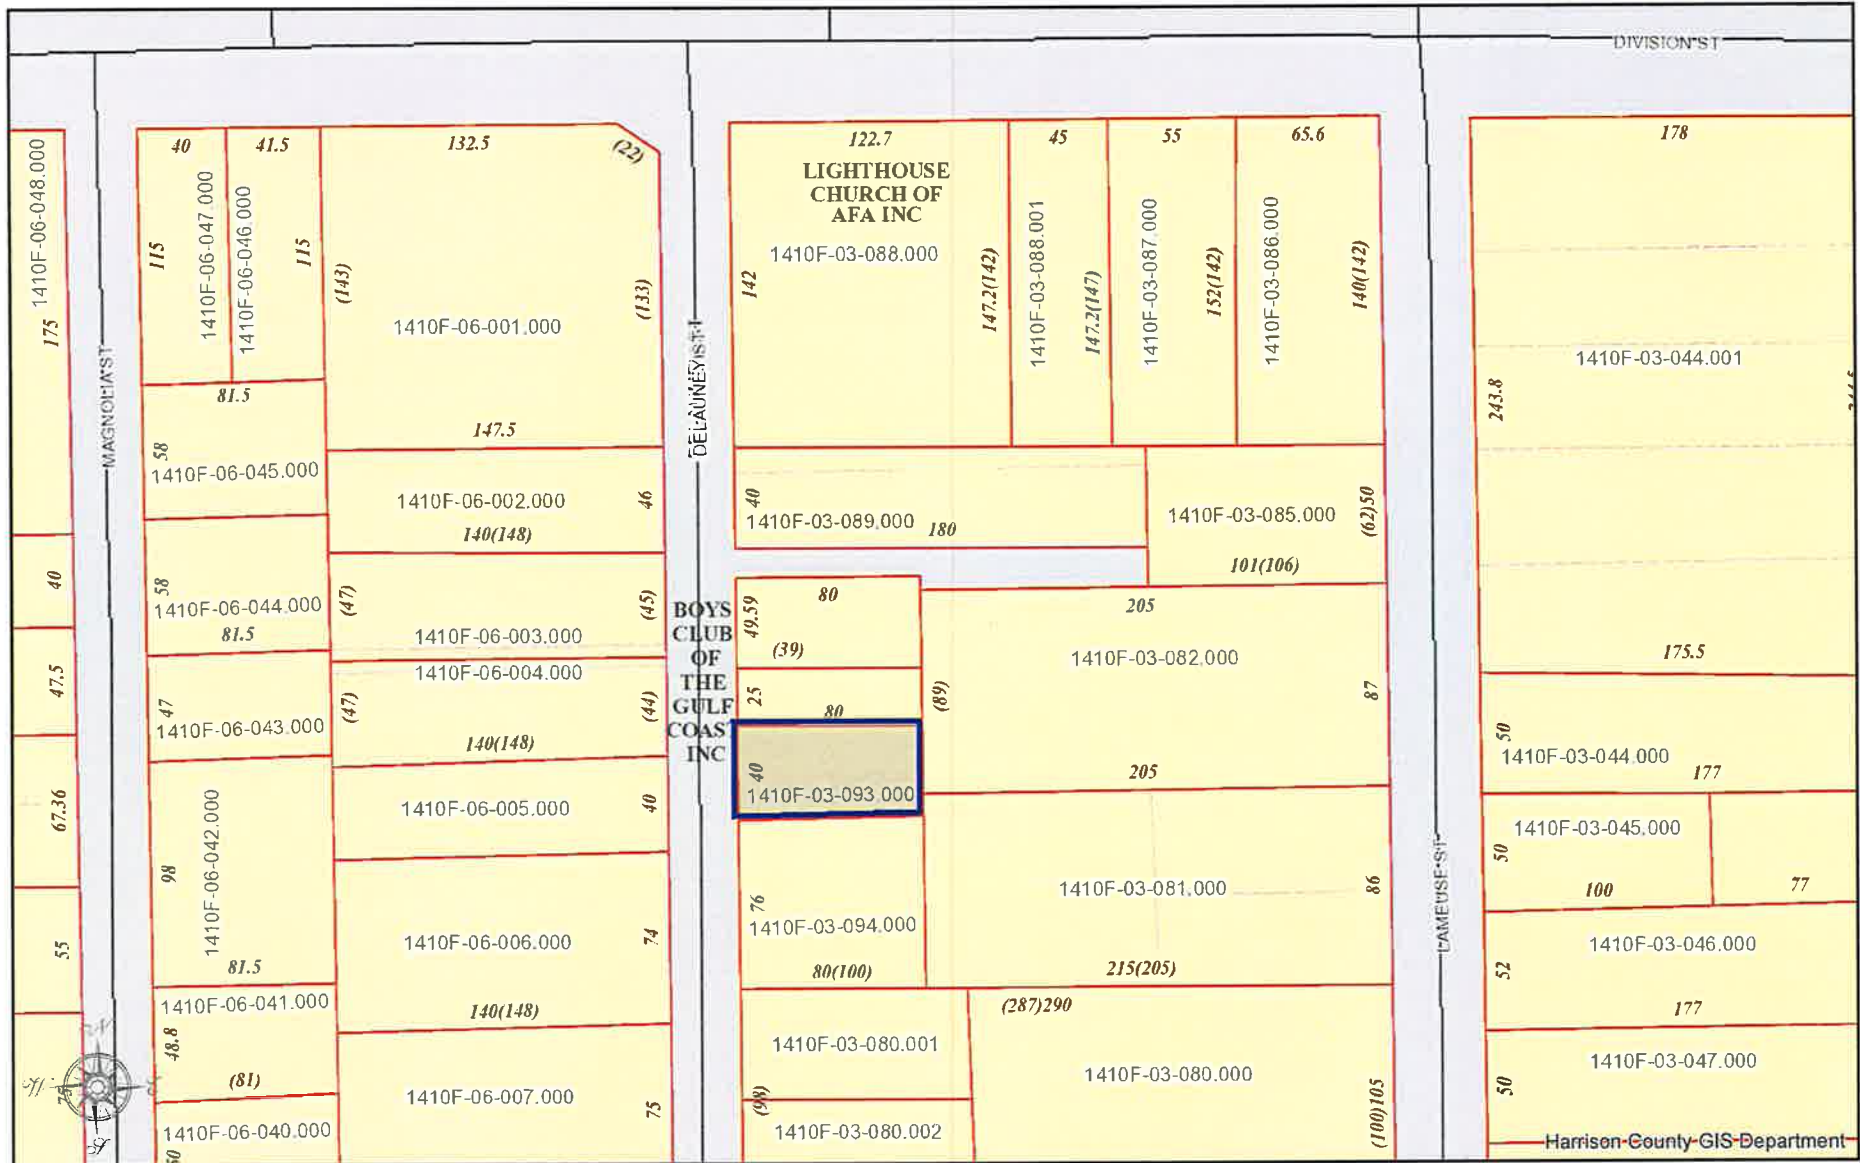 DIVISION ST
MAGNOLIA ST
DELAUNEY ST
LAMEUSE ST
1410F-06-048.000
175
40
47.5
67.36
55
75
40
41.5
115
1410F-06-047.000
1410F-06-046.000
115
81.5
58
1410F-06-045.000
58
1410F-06-044.000
81.5
47
1410F-06-043.000
98
1410F-06-042.000
81.5
1410F-06-041.000
48.8
(81)
1410F-06-040.000
132.5
(22)
(143)
(133)
1410F-06-001.000
147.5
1410F-06-002.000
46
140(148)
(47)
(45)
1410F-06-003.000
1410F-06-004.000
(47)
(44)
140(148)
1410F-06-005.000
40
1410F-06-006.000
74
140(148)
1410F-06-007.000
75
122.7
LIGHTHOUSE
CHURCH OF
AFA INC
1410F-03-088.000
142
147.2(142)
45
1410F-03-088.001
147.2(147)
55
1410F-03-087.000
152(142)
65.6
1410F-03-086.000
140(142)
40
1410F-03-089.000
180
1410F-03-085.000
(62)50
101(106)
BOYS
CLUB
OF
THE
GULF
COAST
INC
80
49.59
(39)
25
80
40
1410F-03-093.000
205
1410F-03-082.000
(89)
87
205
76
1410F-03-094.000
80(100)
1410F-03-081.000
86
215(205)
(287)290
1410F-03-080.001
(98)
1410F-03-080.002
1410F-03-080.000
(100)105
178
1410F-03-044.001
243.8
175.5
50
1410F-03-044.000
177
1410F-03-045.000
50
100
77
1410F-03-046.000
52
177
1410F-03-047.000
50
N
W
E
S
Harrison County GIS Department